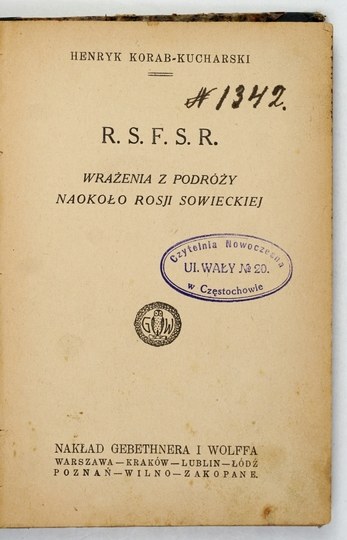 HENRYK KORAB-KUCHARSKI
# 1342.
R. S. F. S. R.
WRAŻENIA Z PODRÓŻY
NAOKOŁO ROSJI SOWIECKIEJ
Czytelnia Nowoczesna
Ul. WAŁY № 20.
w Częstochowie
G W
NAKŁAD GEBETHNERA I WOLFFA
WARSZAWA—KRAKÓW—LUBLIN—ŁÓDŹ
POZNAŃ—WILNO—ZAKOPANE.